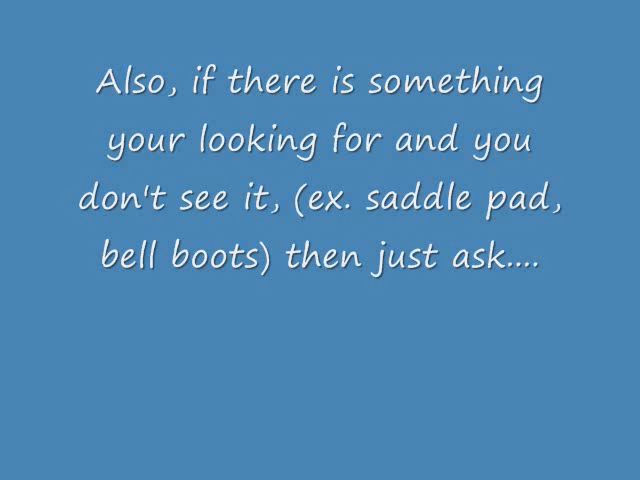 Also, if there is something
your looking for and you
don't see it, (ex. saddle pad,
bell boots) then just ask....